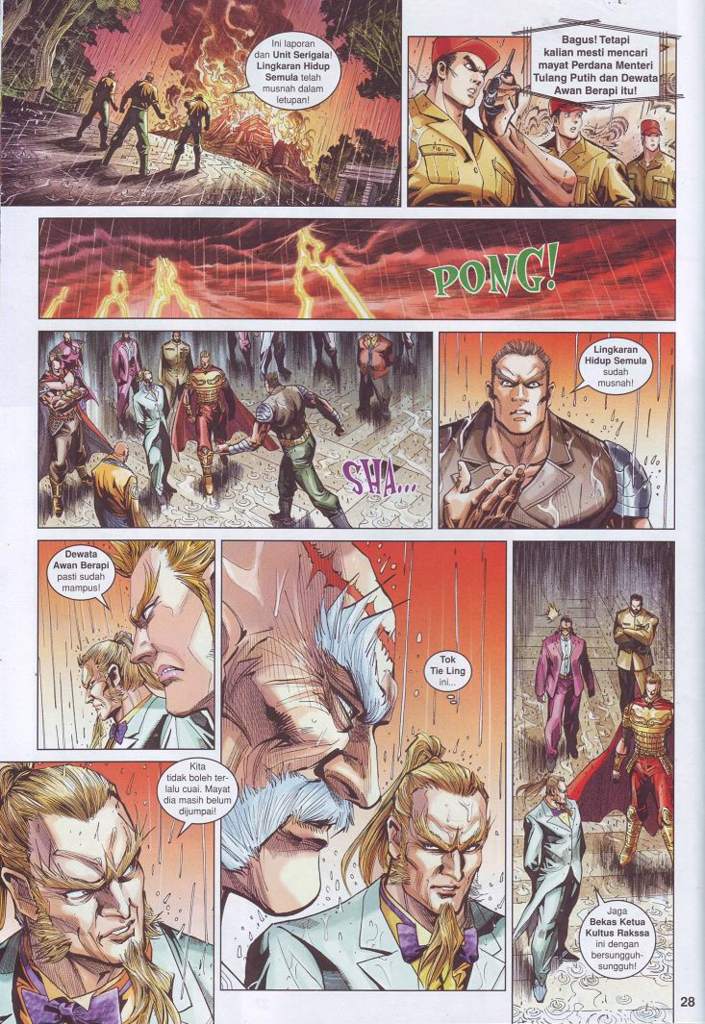 Ini laporan
dan Unit Serigala!
Lingkaran Hidup
Semula telah
musnah dalam
letupan!
Bagus! Tetapi
kalian mesti mencari
mayat Perdana Menteri
Tulang Putih dan Dewata
Awan Berapi itu!
PONG!
SHA...
Lingkaran
Hidup Semula
sudah
musnah!
Dewata
Awan Berapi
pasti sudah
mampus!
Tok
Tie Ling
ini...
Kita
tidak boleh ter-
lalu cuai. Mayat
dia masih belum
dijumpai!
Jaga
Bekas Ketua
Kultus Rakssa
ini dengan
bersungguh-
sungguh!
28